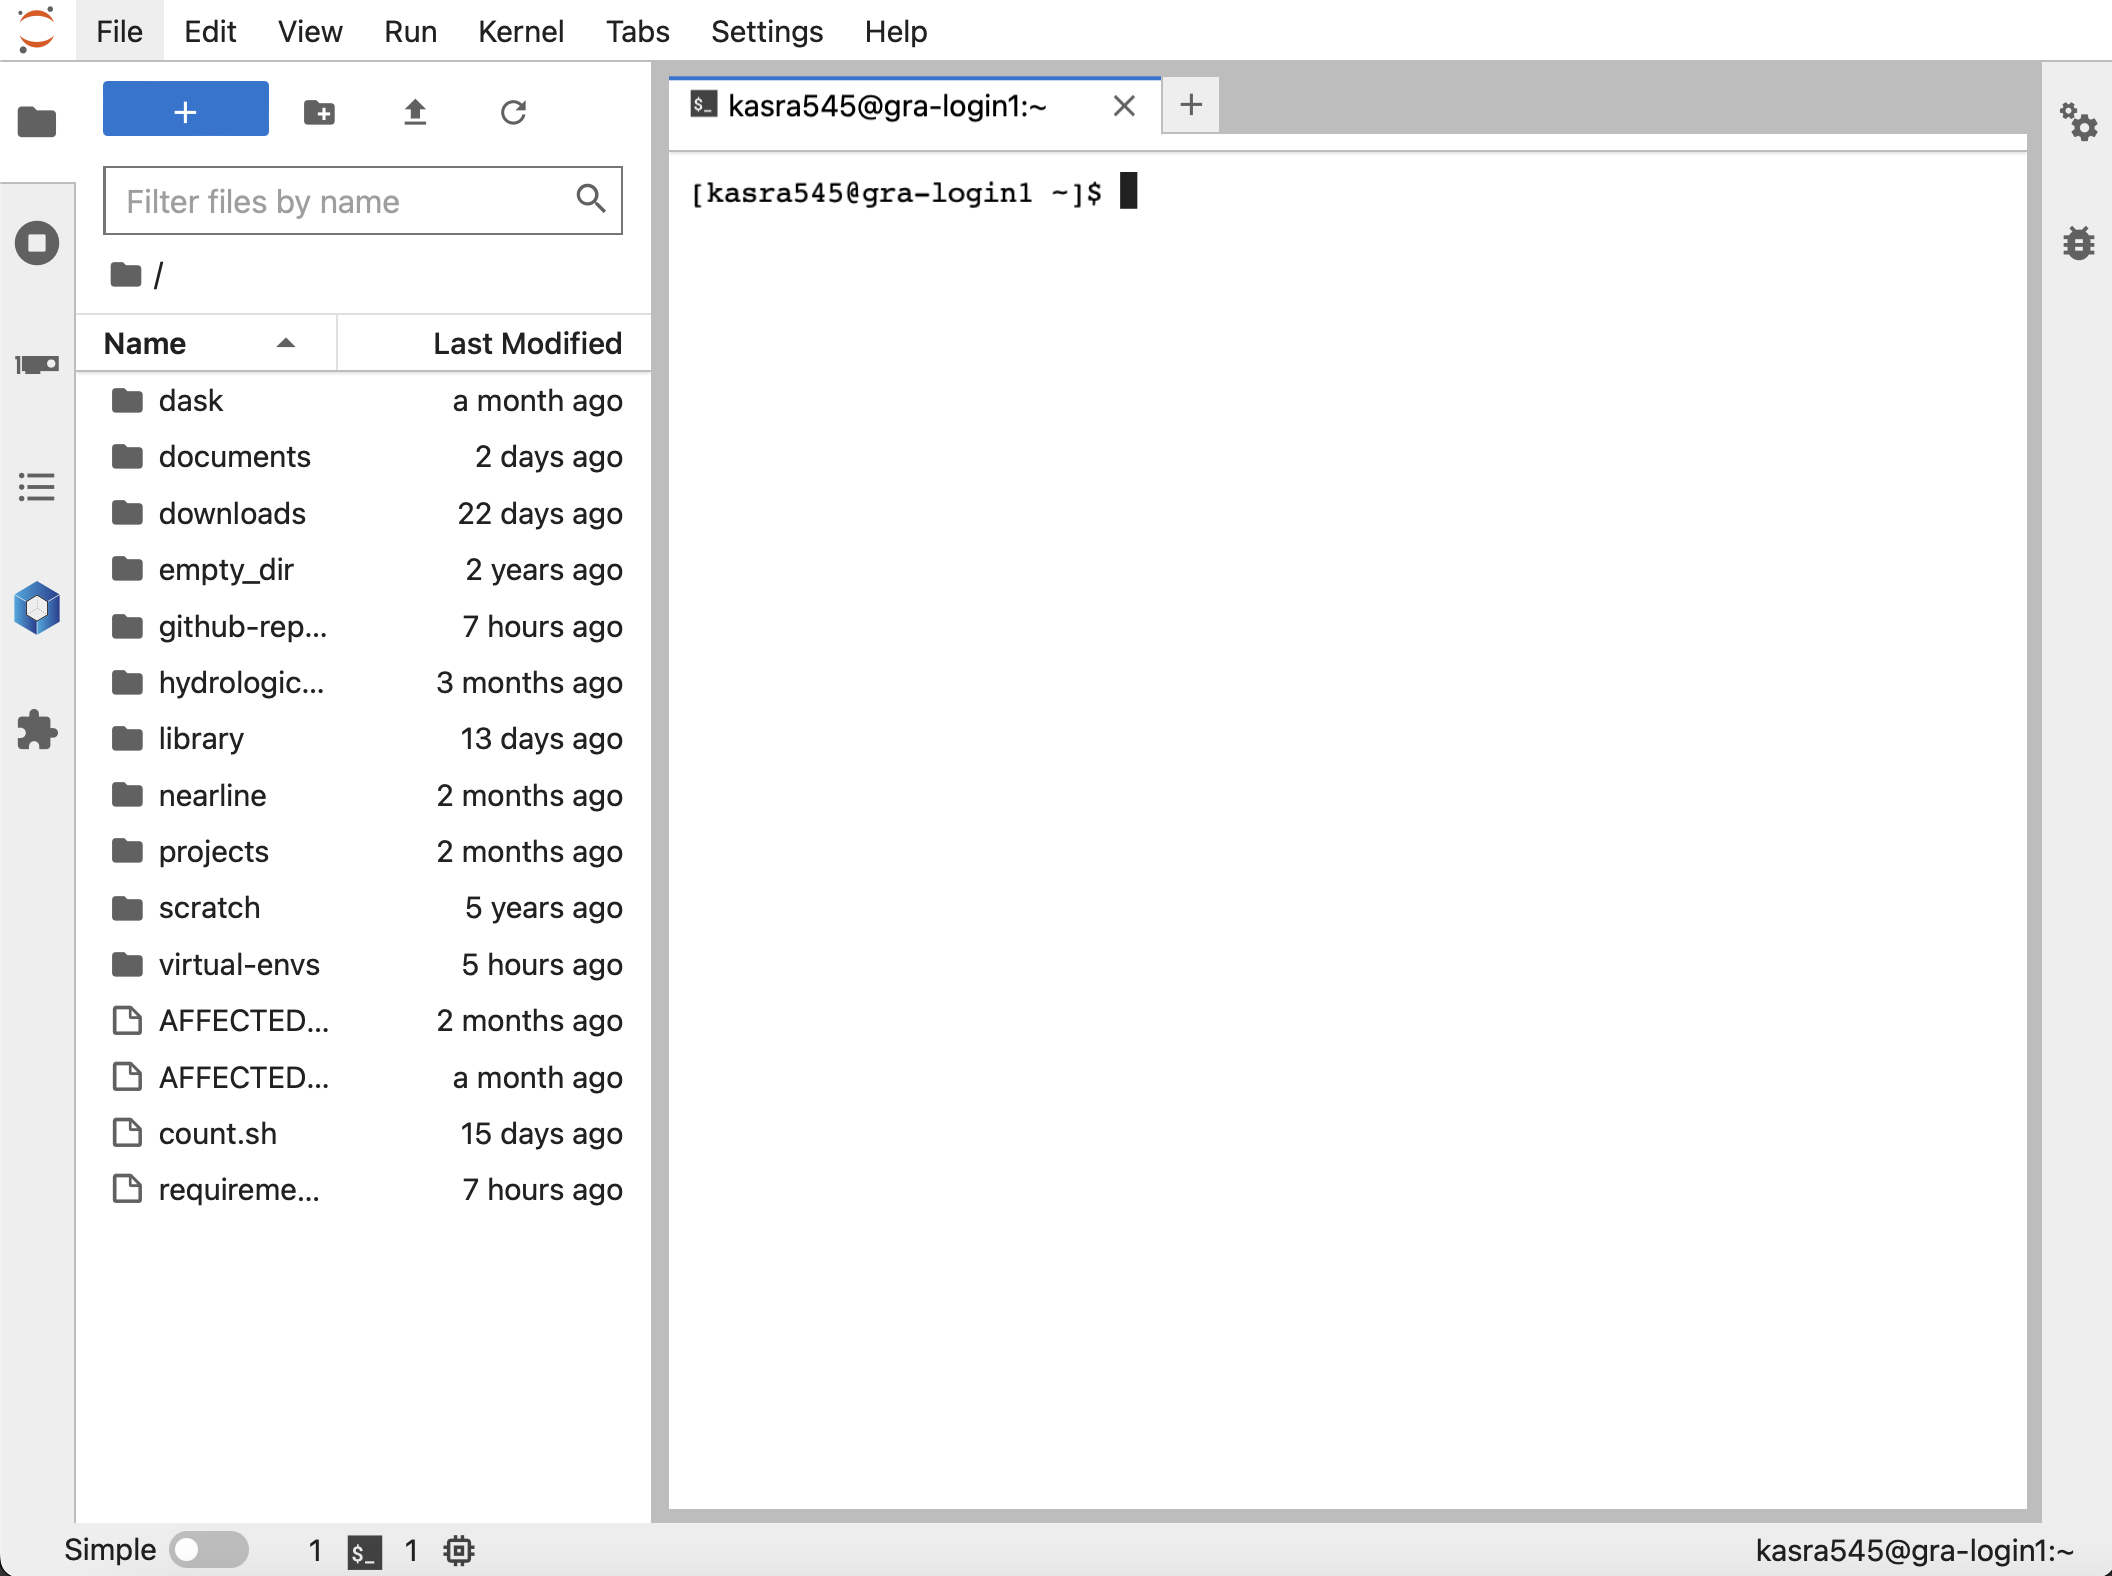 File Edit View Run Kernel Tabs Settings Help
+
Filter files by name
/
Name Last Modified
dask a month ago
documents 2 days ago
downloads 22 days ago
empty_dir 2 years ago
github-rep... 7 hours ago
hydrologic... 3 months ago
library 13 days ago
nearline 2 months ago
projects 2 months ago
scratch 5 years ago
virtual-envs 5 hours ago
AFFECTED... 2 months ago
AFFECTED... a month ago
count.sh 15 days ago
requireme... 7 hours ago
$_ kasra545@gra-login1:~ +
[kasra545@gra-login1 ~]$
Simple 1 $_ 1 kasra545@gra-login1:~